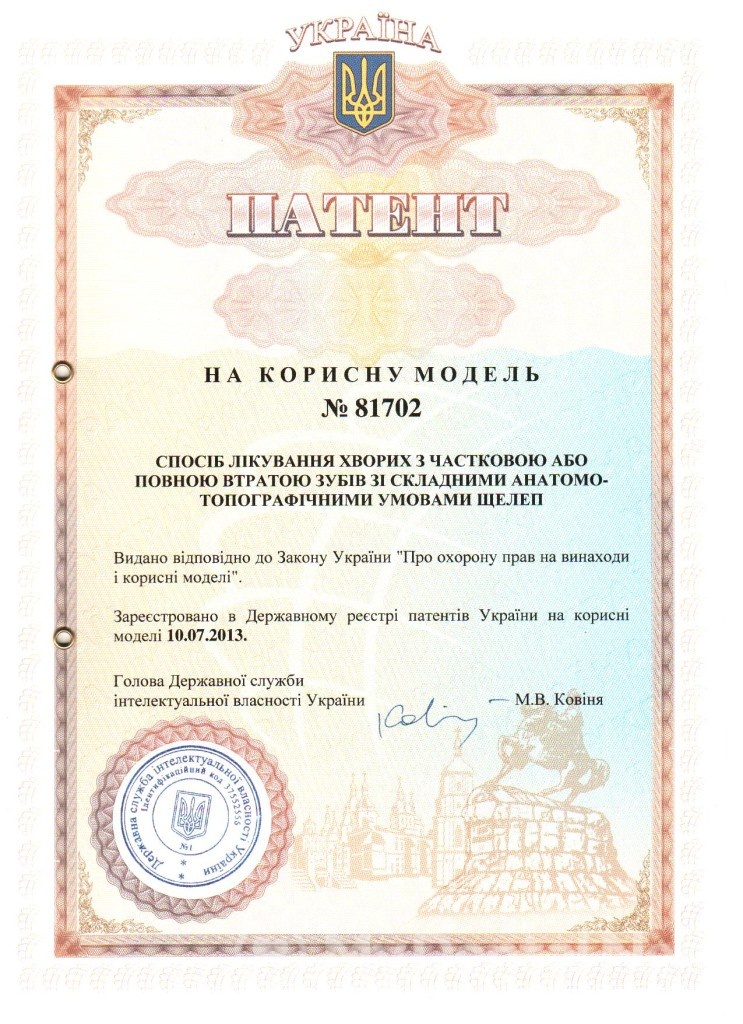 УКРАЇНА
ПАТЕНТ
НА КОРИСНУ МОДЕЛЬ
№ 81702
СПОСІБ ЛІКУВАННЯ ХВОРИХ З ЧАСТКОВОЮ АБО
ПОВНОЮ ВТРАТОЮ ЗУБІВ ЗІ СКЛАДНИМИ АНАТОМО-
ТОПОГРАФІЧНИМИ УМОВАМИ ЩЕЛЕП
Видано відповідно до Закону України "Про охорону прав на винаходи
і корисні моделі".
Зареєстровано в Державному реєстрі патентів України на корисні
моделі 10.07.2013.
Голова Державної служби
інтелектуальної власності України
М.В. Ковіня
Державна служба інтелектуальної власності України
Ідентифікаційний код 37552556
№1